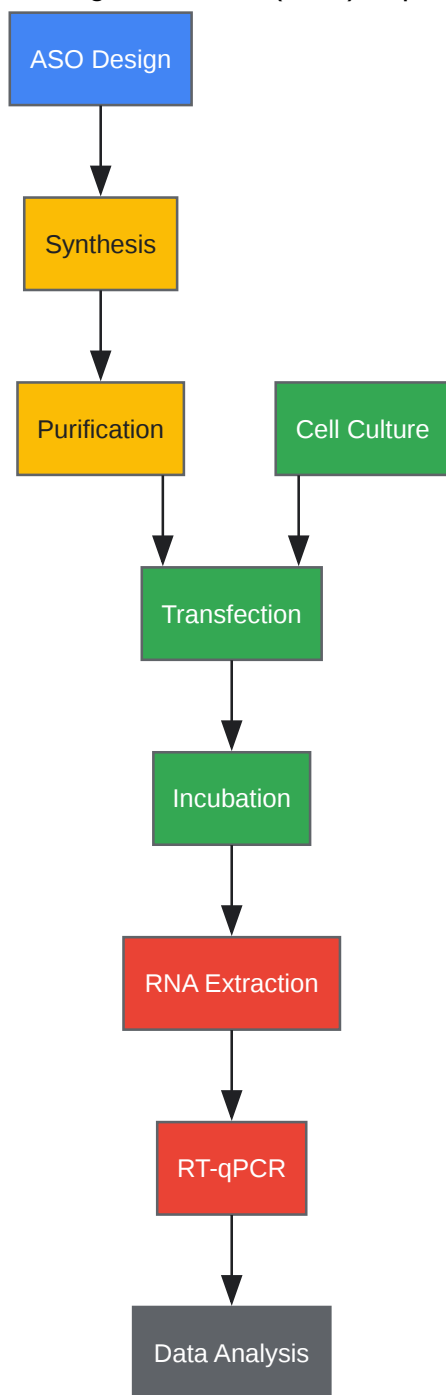 ASO Design
Synthesis
Purification
Cell Culture
Transfection
Incubation
RNA Extraction
RT-qPCR
Data Analysis